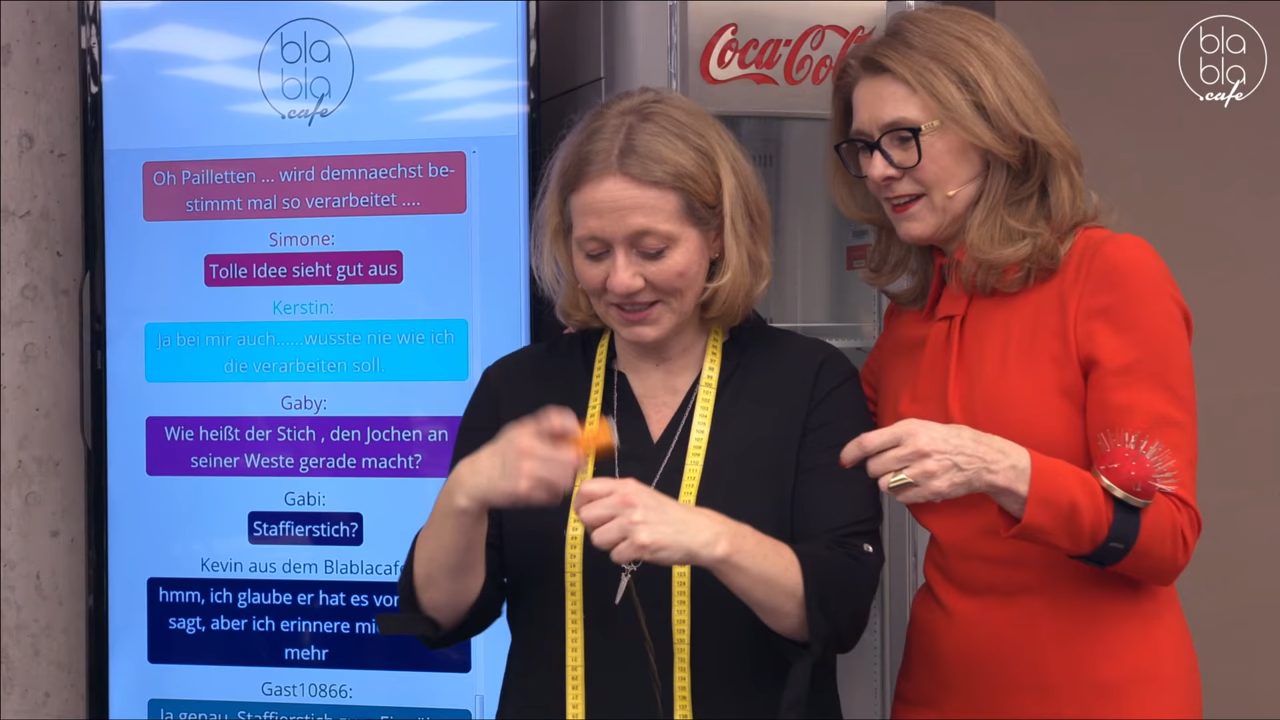 bla
bla
.cafe
Oh Pailletten ... wird demnaechst be-
stimmt mal so verarbeitet ....
Simone:
Tolle Idee sieht gut aus
Kerstin:
Ja bei mir auch......wusste nie wie ich
die verarbeiten soll.
Gaby:
Wie heißt der Stich , den Jochen an
seiner Weste gerade macht?
Gabi:
Staffierstich?
Kevin aus dem Blablacafe
hmm, ich glaube er hat es vor
sagt, aber ich erinnere mi
mehr
Gast10866:
Ja genau, Staffierstich
Coca-Cola
bla
bla
.cafe